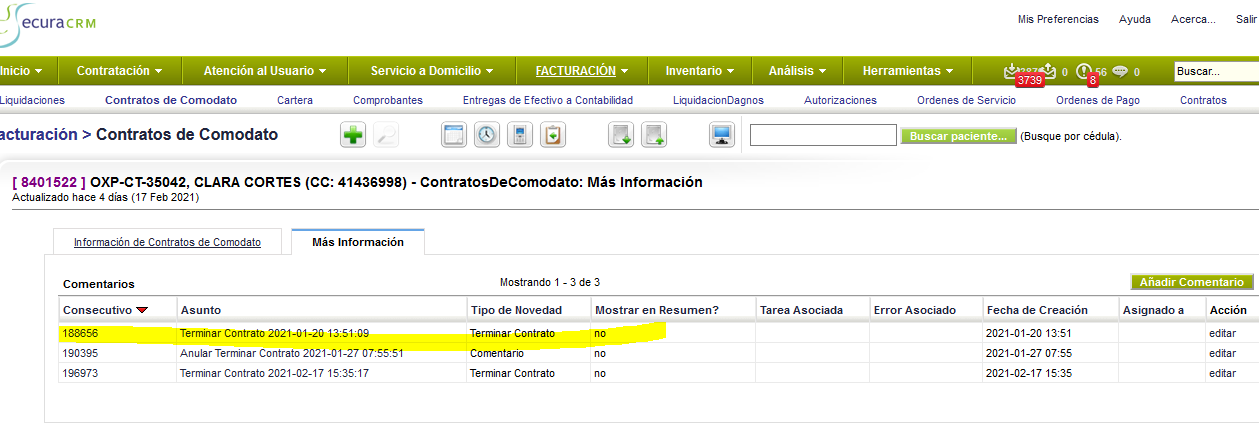 ecura CRM
Mis Preferencias Ayuda Acerca... Salir
Inicio Contratación Atención al Usuario Servicio a Domicilio FACTURACIÓN Inventario Análisis Herramientas 3739 0 56 8 0 Buscar...
Liquidaciones Contratos de Comodato Cartera Comprobantes Entregas de Efectivo a Contabilidad LiquidacionDagnos Autorizaciones Ordenes de Servicio Ordenes de Pago Contratos
acturación > Contratos de Comodato Buscar paciente... (Busque por cédula).
[ 8401522 ] OXP-CT-35042, CLARA CORTES (CC: 41436998) - ContratosDeComodato: Más Información
Actualizado hace 4 días (17 Feb 2021)
Información de Contratos de Comodato Más Información
Comentarios Mostrando 1 - 3 de 3 Añadir Comentario
Consecutivo Asunto Tipo de Novedad Mostrar en Resumen? Tarea Asociada Error Asociado Fecha de Creación Asignado a Acción
188656 Terminar Contrato 2021-01-20 13:51:09 Terminar Contrato no 2021-01-20 13:51 editar
190395 Anular Terminar Contrato 2021-01-27 07:55:51 Comentario no 2021-01-27 07:55 editar
196973 Terminar Contrato 2021-02-17 15:35:17 Terminar Contrato no 2021-02-17 15:35 editar